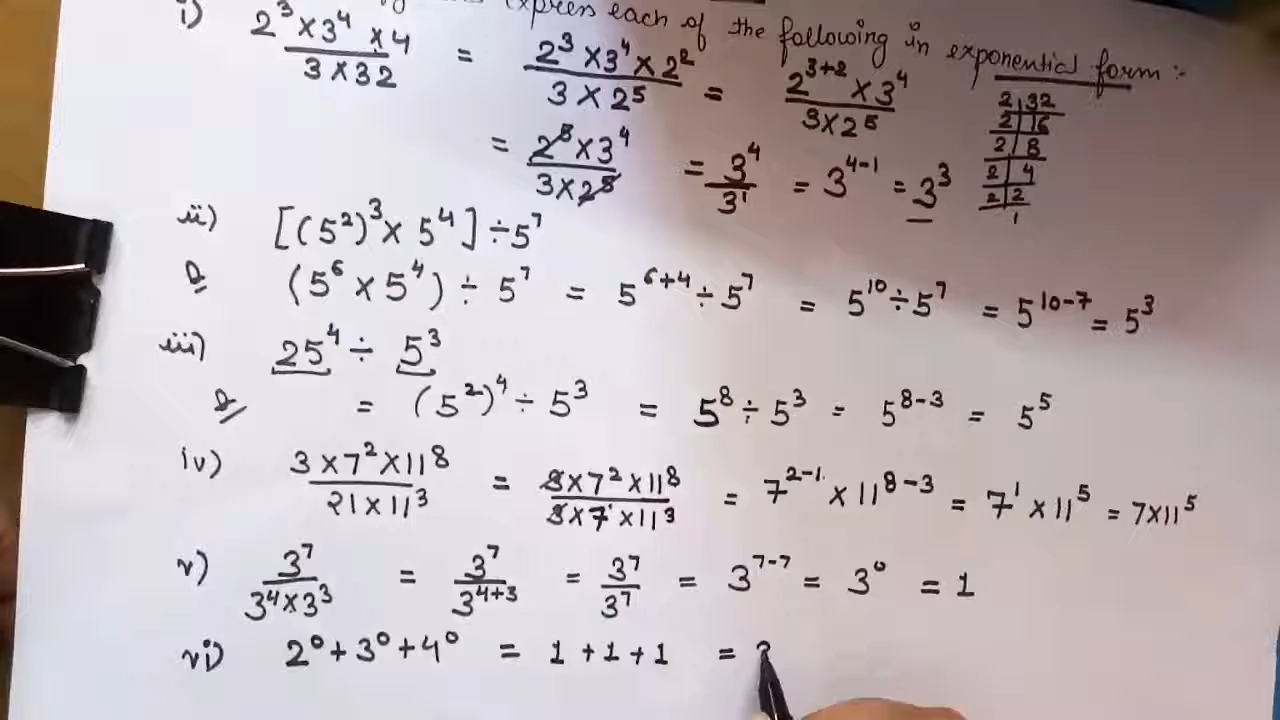 express each of the following in exponential form :-
i) 2³ × 3⁴ × 4 / 3 × 32 = 2³ × 3⁴ × 2² / 3 × 2⁵ = 2³⁺² × 3⁴ / 3 × 2⁵
= 2⁵ × 3⁴ / 3 × 2⁵ = 3⁴ / 3¹ = 3⁴⁻¹ = 3³
2 | 32
2 | 16
2 | 8
2 | 4
2 | 2
1
ii) [(5²)³ × 5⁴] ÷ 5⁷
(5⁶ × 5⁴) ÷ 5⁷ = 5⁶⁺⁴ ÷ 5⁷ = 5¹⁰ ÷ 5⁷ = 5¹⁰⁻⁷ = 5³
iii) 25⁴ ÷ 5³
= (5²)⁴ ÷ 5³ = 5⁸ ÷ 5³ = 5⁸⁻³ = 5⁵
iv) 3 × 7² × 11⁸ / 21 × 11³ = 3 × 7² × 11⁸ / 3 × 7¹ × 11³ = 7²⁻¹ × 11⁸⁻³ = 7¹ × 11⁵ = 7 × 11⁵
v) 3⁷ / 3⁴ × 3³ = 3⁷ / 3⁴⁺³ = 3⁷ / 3⁷ = 3⁷⁻⁷ = 3⁰ = 1
vi) 2⁰ + 3⁰ + 4⁰ = 1 + 1 + 1 =